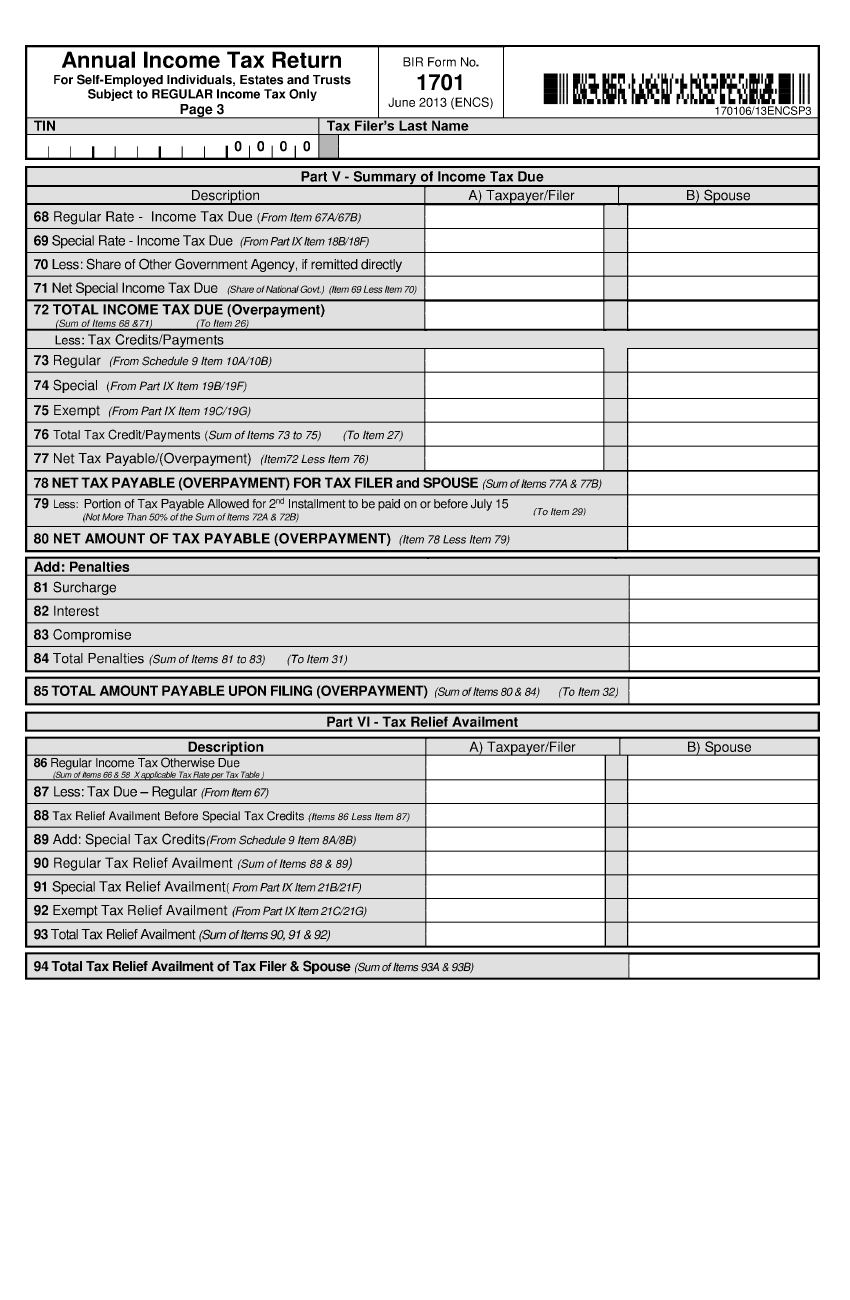 Annual Income Tax Return
For Self-Employed Individuals, Estates and Trusts
Subject to REGULAR Income Tax Only
Page 3
BIR Form No.
1701
June 2013 (ENCS)
170106/13ENCSP3
TIN Tax Filer's Last Name
0 0 0 0
Part V - Summary of Income Tax Due
Description A) Taxpayer/Filer B) Spouse
68 Regular Rate - Income Tax Due (From Item 67A/67B)
69 Special Rate - Income Tax Due (From Part IX Item 18B/18F)
70 Less: Share of Other Government Agency, if remitted directly
71 Net Special Income Tax Due (Share of National Govt.) (Item 69 Less Item 70)
72 TOTAL INCOME TAX DUE (Overpayment)
(Sum of Items 68 &71) (To Item 26)
Less: Tax Credits/Payments
73 Regular (From Schedule 9 Item 10A/10B)
74 Special (From Part IX Item 19B/19F)
75 Exempt (From Part IX Item 19C/19G)
76 Total Tax Credit/Payments (Sum of Items 73 to 75) (To Item 27)
77 Net Tax Payable/(Overpayment) (Item72 Less Item 76)
78 NET TAX PAYABLE (OVERPAYMENT) FOR TAX FILER and SPOUSE (Sum of Items 77A & 77B)
79 Less: Portion of Tax Payable Allowed for 2nd Installment to be paid on or before July 15 (To Item 29)
(Not More Than 50% of the Sum of Items 72A & 72B)
80 NET AMOUNT OF TAX PAYABLE (OVERPAYMENT) (Item 78 Less Item 79)
Add: Penalties
81 Surcharge
82 Interest
83 Compromise
84 Total Penalties (Sum of Items 81 to 83) (To Item 31)
85 TOTAL AMOUNT PAYABLE UPON FILING (OVERPAYMENT) (Sum of Items 80 & 84) (To Item 32)
Part VI - Tax Relief Availment
Description A) Taxpayer/Filer B) Spouse
86 Regular Income Tax Otherwise Due
(Sum of Items 66 & 58 X applicable Tax Rate per Tax Table )
87 Less: Tax Due – Regular (From Item 67)
88 Tax Relief Availment Before Special Tax Credits (Items 86 Less Item 87)
89 Add: Special Tax Credits(From Schedule 9 Item 8A/8B)
90 Regular Tax Relief Availment (Sum of Items 88 & 89)
91 Special Tax Relief Availment( From Part IX Item 21B/21F)
92 Exempt Tax Relief Availment (From Part IX Item 21C/21G)
93 Total Tax Relief Availment (Sum of Items 90, 91 & 92)
94 Total Tax Relief Availment of Tax Filer & Spouse (Sum of Items 93A & 93B)